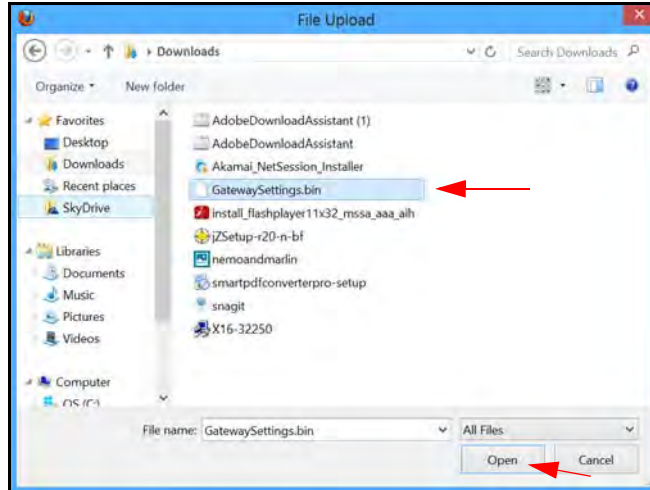 File Upload
Downloads
Search Downloads
Organize
New folder
Favorites
Desktop
Downloads
Recent places
SkyDrive
Libraries
Documents
Music
Pictures
Videos
Computer
OS (C:)
AdobeDownloadAssistant (1)
AdobeDownloadAssistant
Akamai_NetSession_Installer
GatewaySettings.bin
install_flashplayer11x32_mssa_aaa_aih
jZSetup-r20-n-bf
nemoandmarlin
smartpdfconverterpro-setup
snagit
X16-32250
File name: GatewaySettings.bin
All Files
Open
Cancel